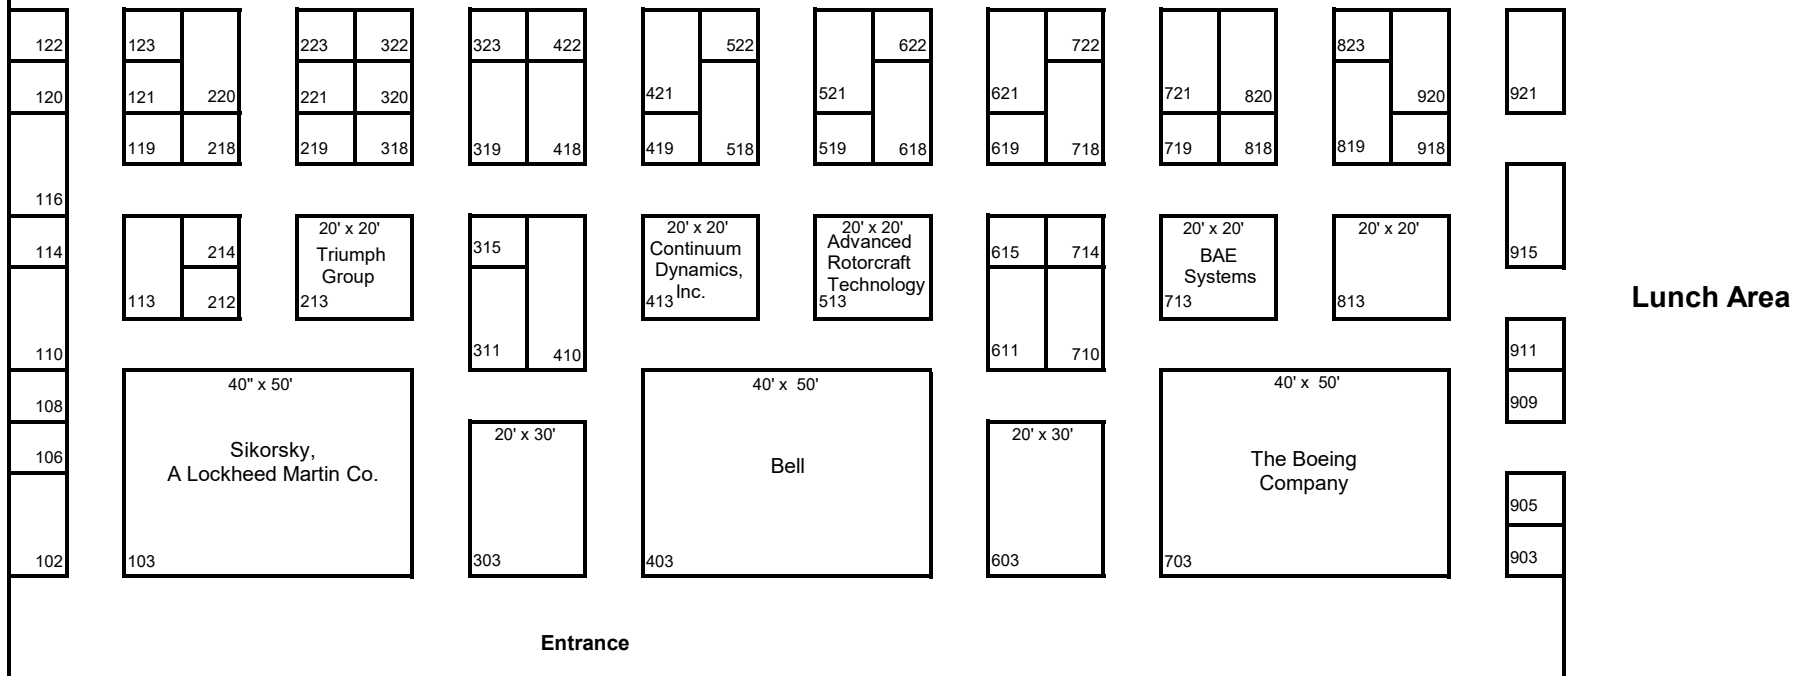 122 123 223 322 323 422 522 622 722 823
120 121 220 221 320 421 521 621 721 820 920 921
119 218 219 318 319 418 419 518 519 618 619 718 719 818 819 918
116
20' x 20' 20' x 20' 20' x 20' 20' x 20' 20' x 20'
114 214 315 615 714 915
Triumph
Group
Continuum
Dynamics,
Inc.
Advanced
Rotorcraft
Technology
BAE
Systems
113 212 213 413 513 713 813
Lunch Area
110 311 410 611 710 911
40" x 50' 40' x 50' 40' x 50'
108 909
20' x 30' 20' x 30'
106
Sikorsky,
A Lockheed Martin Co.
Bell
The Boeing
Company
905
102 103 303 403 603 703 903
Entrance